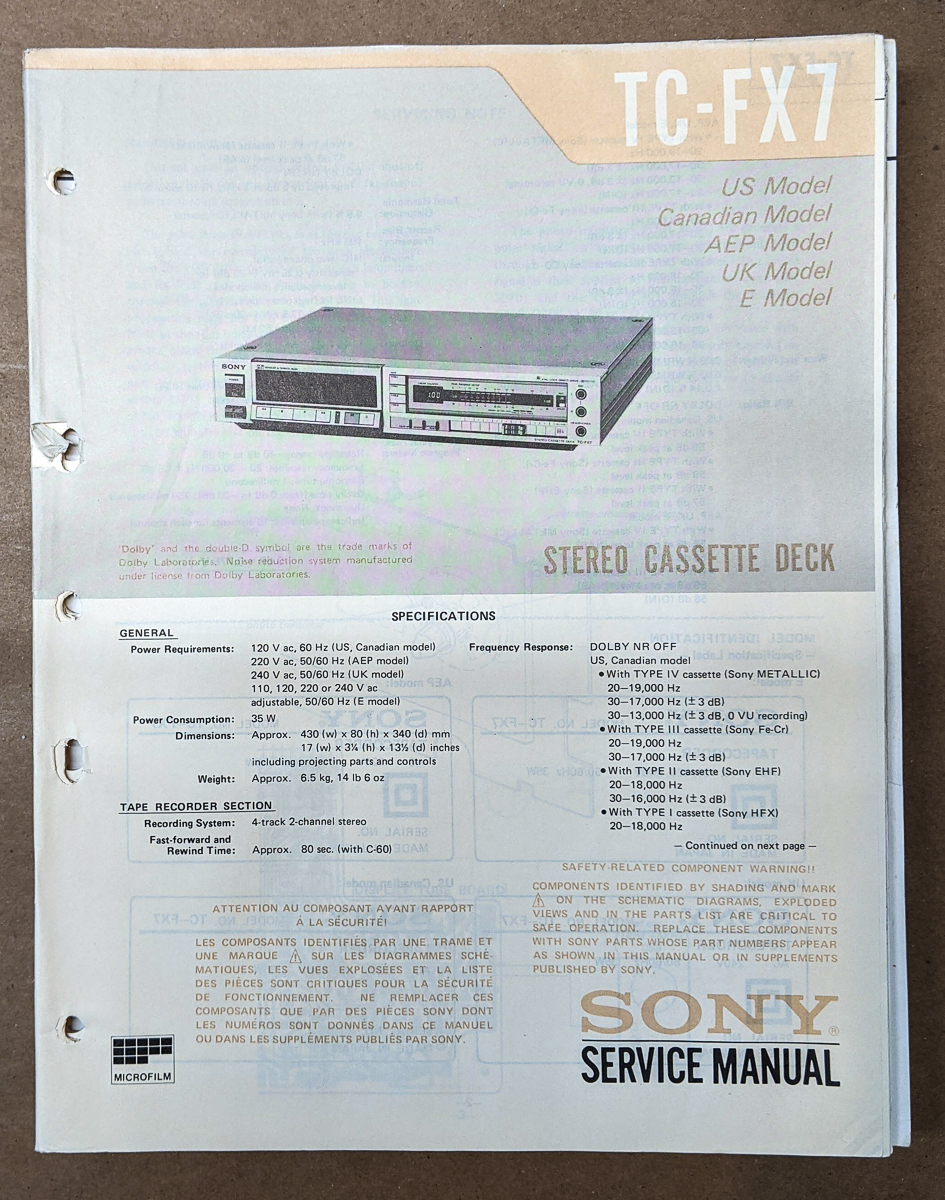 TC-FX7
US Model
Canadian Model
AEP Model
UK Model
E Model
SONY
1.00
STEREO CASSETTE DECK TC-FX7
"Dolby" and the double-D symbol are the trade marks of
Dolby Laboratories. Noise reduction system manufactured
under license from Dolby Laboratories.
STEREO CASSETTE DECK
SPECIFICATIONS
GENERAL
Power Requirements: 120 V ac, 60 Hz (US, Canadian model)
220 V ac, 50/60 Hz (AEP model)
240 V ac, 50/60 Hz (UK model)
110, 120, 220 or 240 V ac
adjustable, 50/60 Hz (E model)
Power Consumption: 35 W
Dimensions: Approx. 430 (w) x 80 (h) x 340 (d) mm
17 (w) x 3¼ (h) x 13½ (d) inches
including projecting parts and controls
Weight: Approx. 6.5 kg, 14 lb 6 oz
TAPE RECORDER SECTION
Recording System: 4-track 2-channel stereo
Fast-forward and
Rewind Time: Approx. 80 sec. (with C-60)
Frequency Response: DOLBY NR OFF
US, Canadian model
● With TYPE IV cassette (Sony METALLIC)
20–19,000 Hz
30–17,000 Hz (± 3 dB)
30–13,000 Hz (± 3 dB, 0 VU recording)
● With TYPE III cassette (Sony Fe-Cr)
20–19,000 Hz
30–17,000 Hz (± 3 dB)
● With TYPE II cassette (Sony EHF)
20–18,000 Hz
30–16,000 Hz (± 3 dB)
● With TYPE I cassette (Sony HFX)
20–18,000 Hz
— Continued on next page —
ATTENTION AU COMPOSANT AYANT RAPPORT
À LA SÉCURITÉ!
LES COMPOSANTS IDENTIFIÉS PAR UNE TRAME ET
UNE MARQUE ⚠ SUR LES DIAGRAMMES SCHÉ-
MATIQUES, LES VUES EXPLOSÉES ET LA LISTE
DES PIÈCES SONT CRITIQUES POUR LA SÉCURITÉ
DE FONCTIONNEMENT. NE REMPLACER CES
COMPOSANTS QUE PAR DES PIÈCES SONY DONT
LES NUMÉROS SONT DONNÉS DANS CE MANUEL
OU DANS LES SUPPLÉMENTS PUBLIÉS PAR SONY.
SAFETY-RELATED COMPONENT WARNING!!
COMPONENTS IDENTIFIED BY SHADING AND MARK
⚠ ON THE SCHEMATIC DIAGRAMS, EXPLODED
VIEWS AND IN THE PARTS LIST ARE CRITICAL TO
SAFE OPERATION. REPLACE THESE COMPONENTS
WITH SONY PARTS WHOSE PART NUMBERS APPEAR
AS SHOWN IN THIS MANUAL OR IN SUPPLEMENTS
PUBLISHED BY SONY.
MICROFILM
SONY®
SERVICE MANUAL